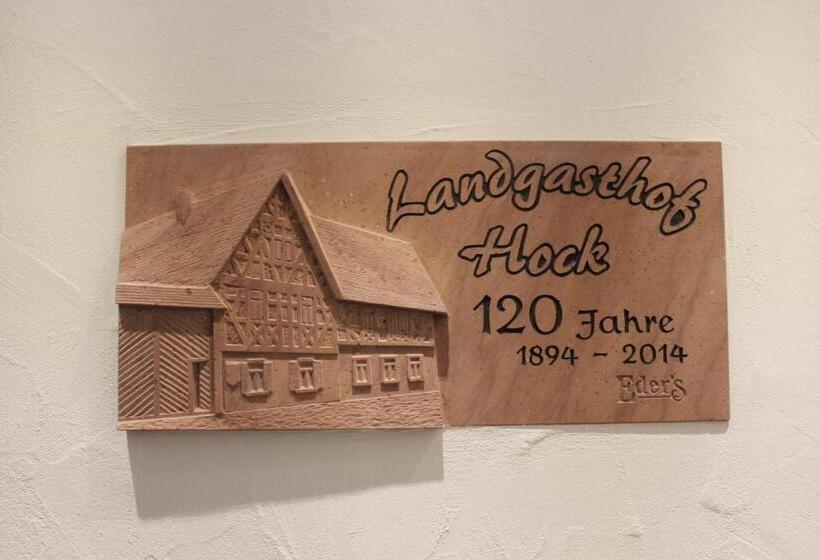 Landgasthof
Hock
120 Jahre
1894 - 2014
Eder's